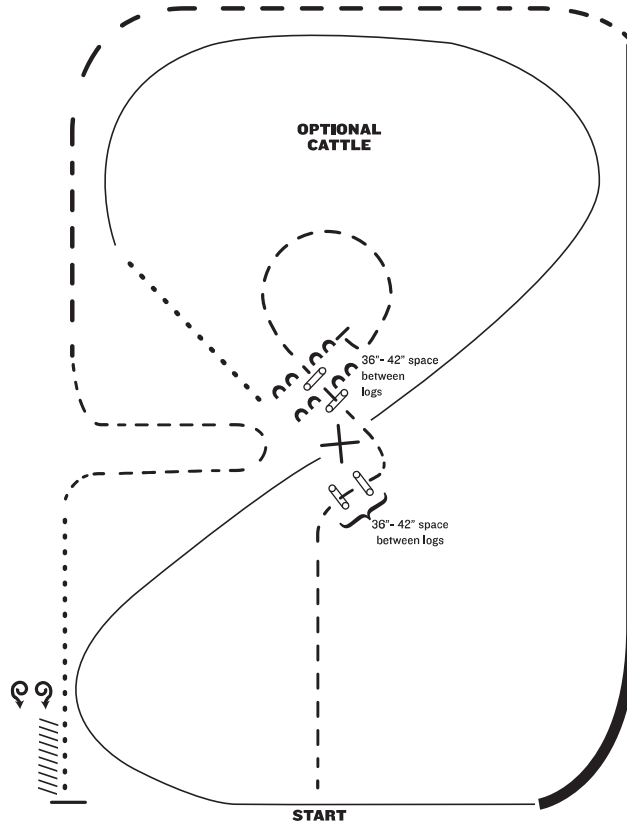 OPTIONAL
CATTLE
36”- 42” space
between
logs
36”- 42” space
between logs
START